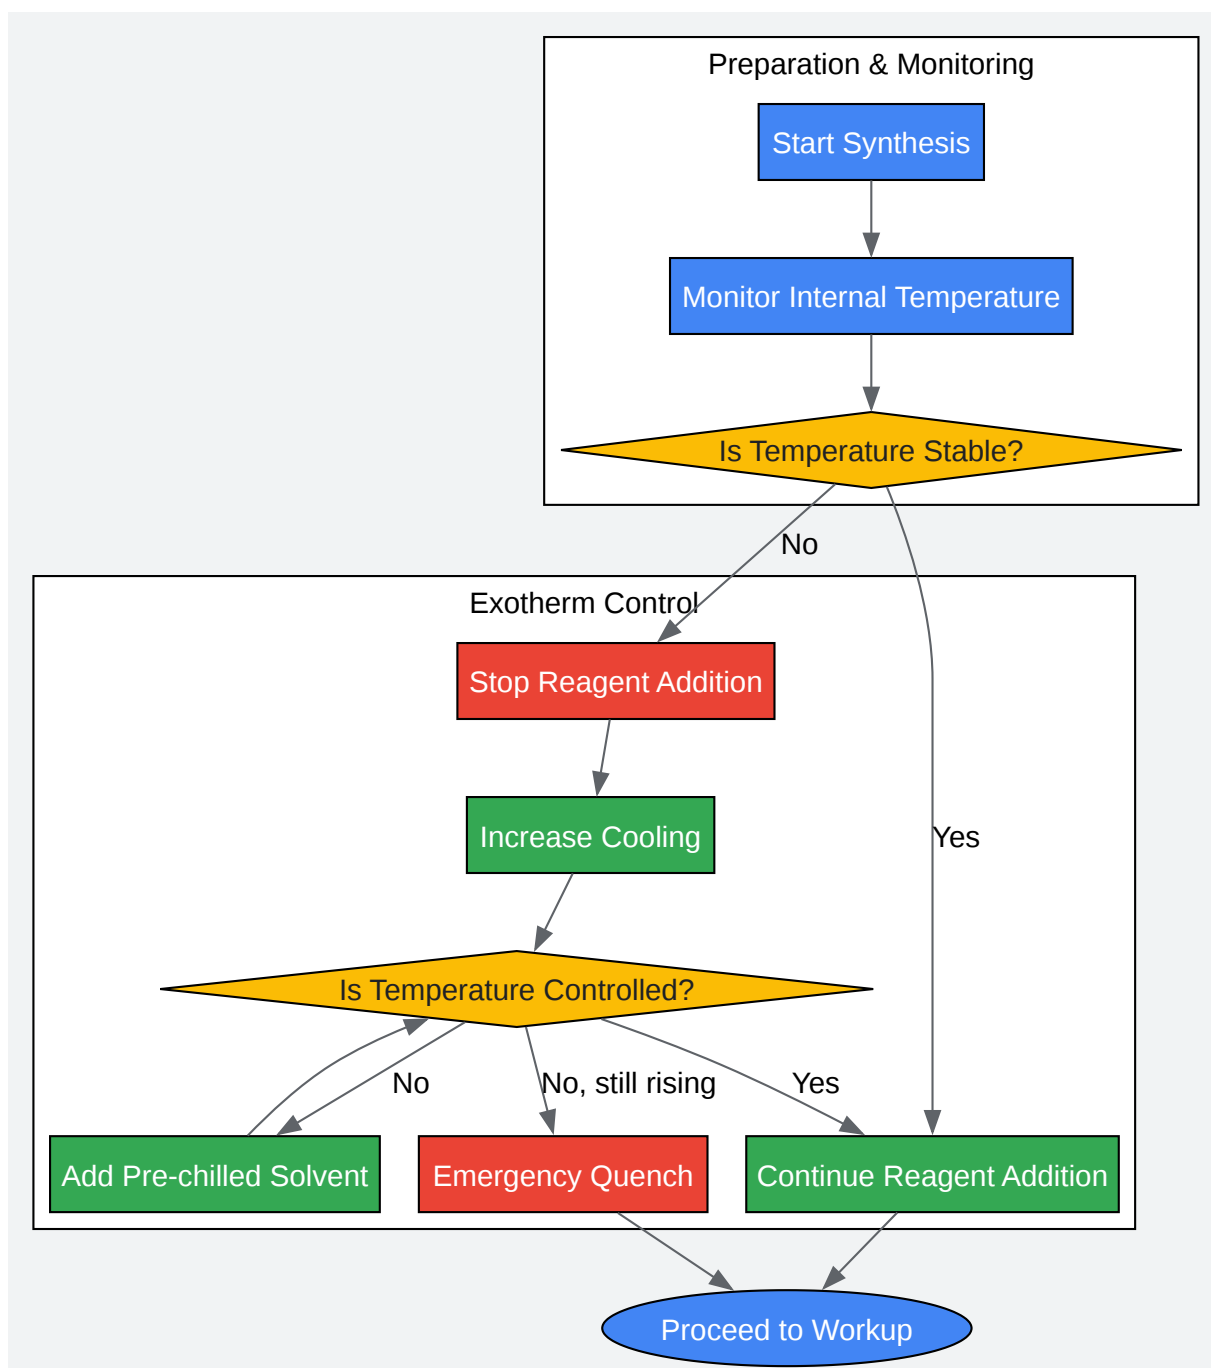 Preparation & Monitoring
Start Synthesis
Monitor Internal Temperature
Is Temperature Stable?
No
Exotherm Control
Stop Reagent Addition
Increase Cooling
Yes
Is Temperature Controlled?
No
No, still rising
Yes
Add Pre-chilled Solvent
Emergency Quench
Continue Reagent Addition
Proceed to Workup